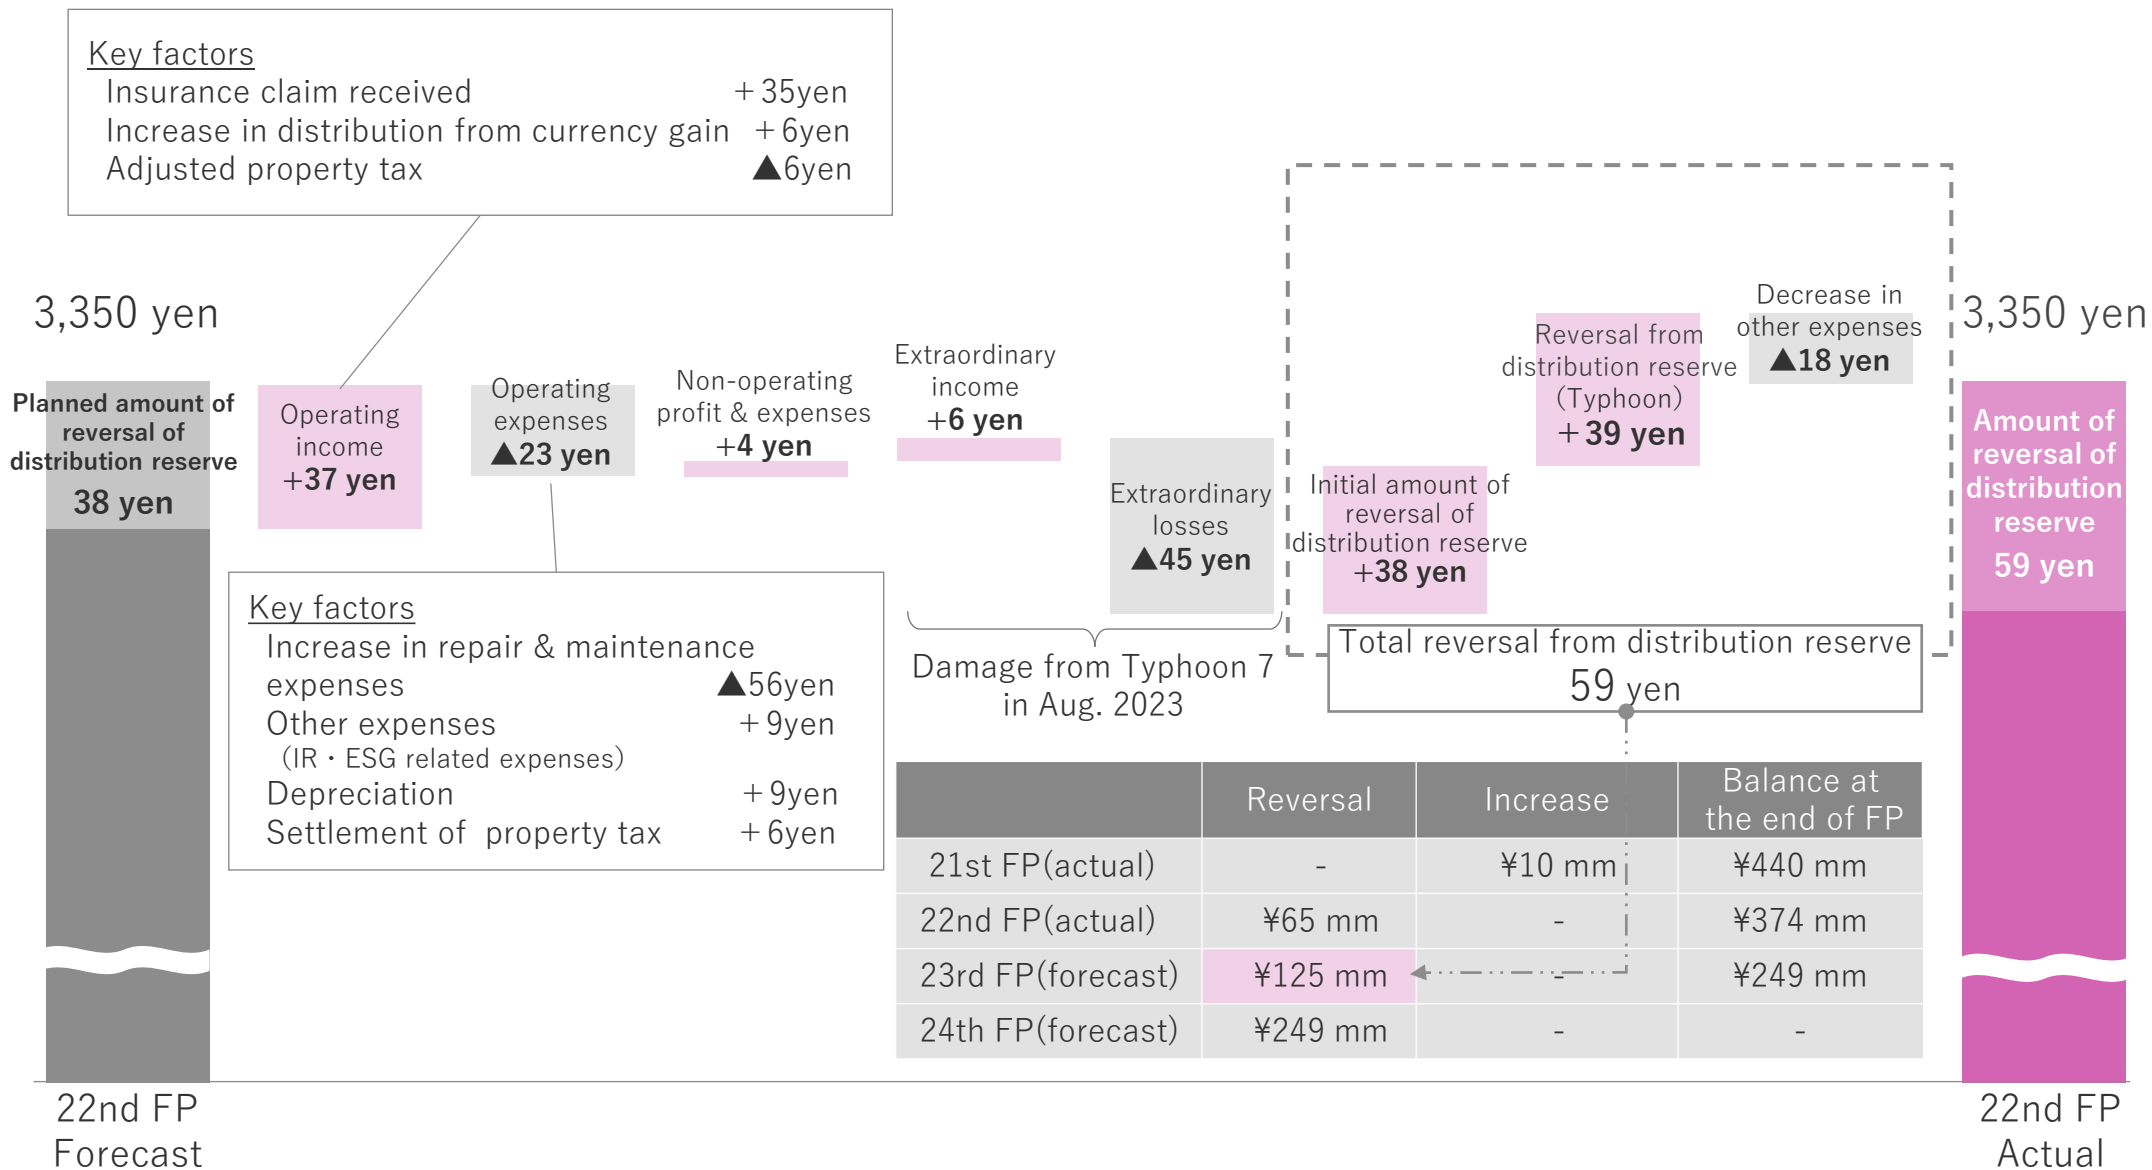 Key factors
Insurance claim received +35yen
Increase in distribution from currency gain +6yen
Adjusted property tax ▲6yen
3,350 yen
Planned amount of
reversal of
distribution reserve
38 yen
Operating
income
+37 yen
Operating
expenses
▲23 yen
Non-operating
profit & expenses
+4 yen
Extraordinary
income
+6 yen
Extraordinary
losses
▲45 yen
Initial amount of
reversal of
distribution reserve
+38 yen
Reversal from
distribution reserve
(Typhoon)
+39 yen
Decrease in
other expenses
▲18 yen
3,350 yen
Amount of
reversal of
distribution
reserve
59 yen
Key factors
Increase in repair & maintenance
expenses ▲56yen
Other expenses +9yen
(IR・ESG related expenses)
Depreciation +9yen
Settlement of property tax +6yen
Damage from Typhoon 7
in Aug. 2023
Total reversal from distribution reserve
59 yen
Reversal Increase Balance at
the end of FP
21st FP(actual) - ¥10 mm ¥440 mm
22nd FP(actual) ¥65 mm - ¥374 mm
23rd FP(forecast) ¥125 mm - ¥249 mm
24th FP(forecast) ¥249 mm - -
22nd FP
Forecast
22nd FP
Actual